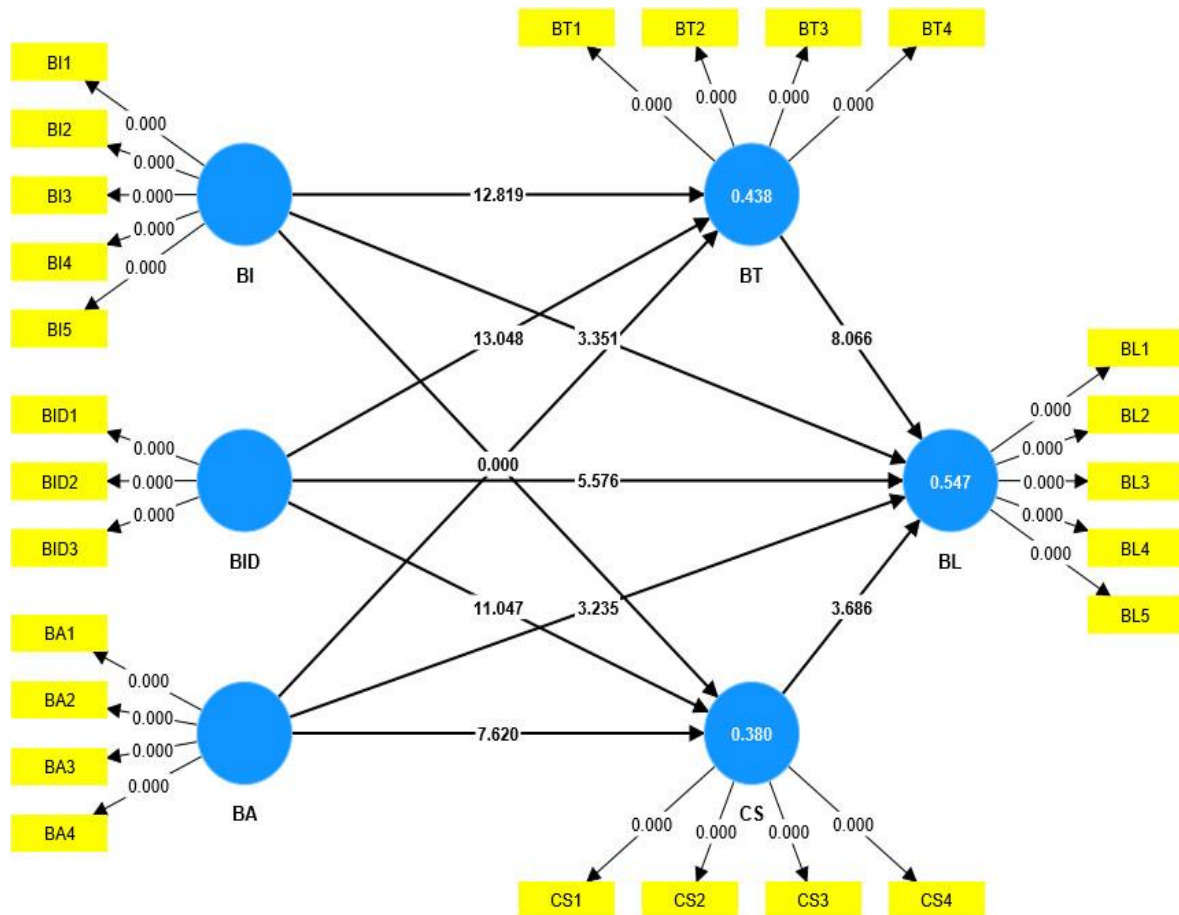 BT1 BT2 BT3 BT4
BI1
BI2
BI3
BI4
BI5
0.000
0.000
0.000
0.000
0.000
BI
0.000 0.000 0.000 0.000
0.438
BT
12.819
13.048
3.351
8.066
BID1
BID2
BID3
0.000
0.000
0.000
BID
0.000
5.576
0.547
BL
0.000
0.000
0.000
0.000
0.000
BL1
BL2
BL3
BL4
BL5
11.047
3.235
3.686
BA1
BA2
BA3
BA4
0.000
0.000
0.000
0.000
BA
7.620
0.380
CS
0.000 0.000 0.000 0.000
CS1 CS2 CS3 CS4